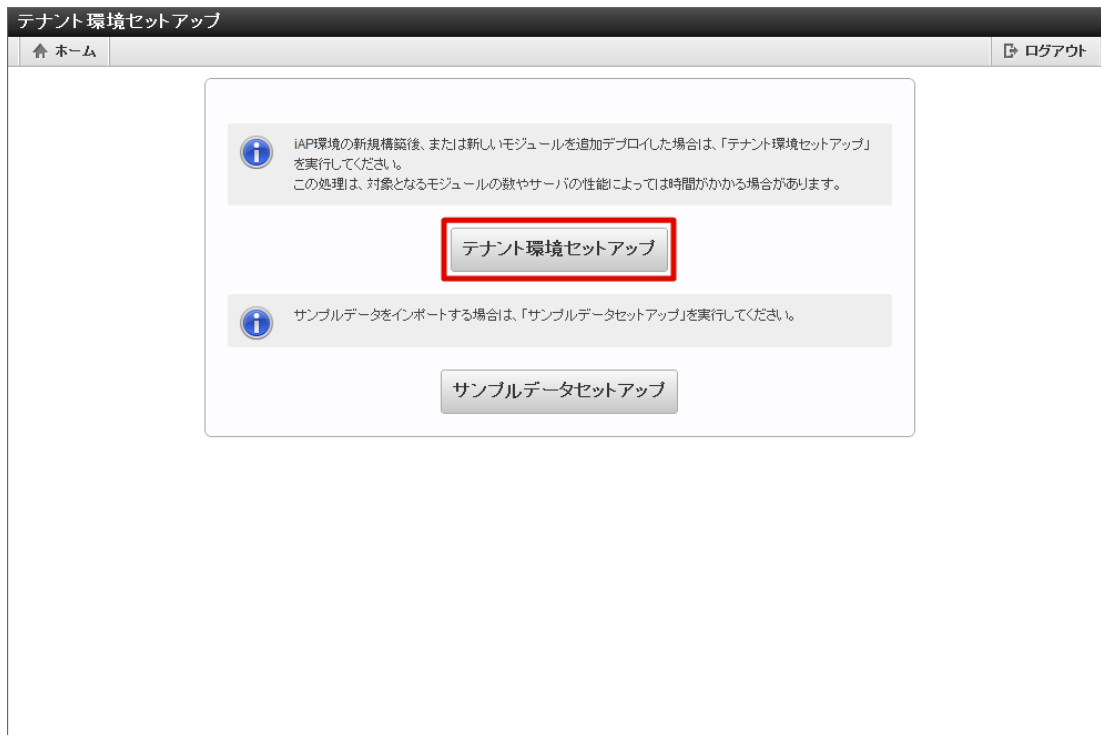 テナント環境セットアップ
ホーム
ログアウト
iAP環境の新規構築後、または新しいモジュールを追加デプロイした場合は、「テナント環境セットアップ」
を実行してください。
この処理は、対象となるモジュールの数やサーバの性能によっては時間がかかる場合があります。
テナント環境セットアップ
サンプルデータをインポートする場合は、「サンプルデータセットアップ」を実行してください。
サンプルデータセットアップ